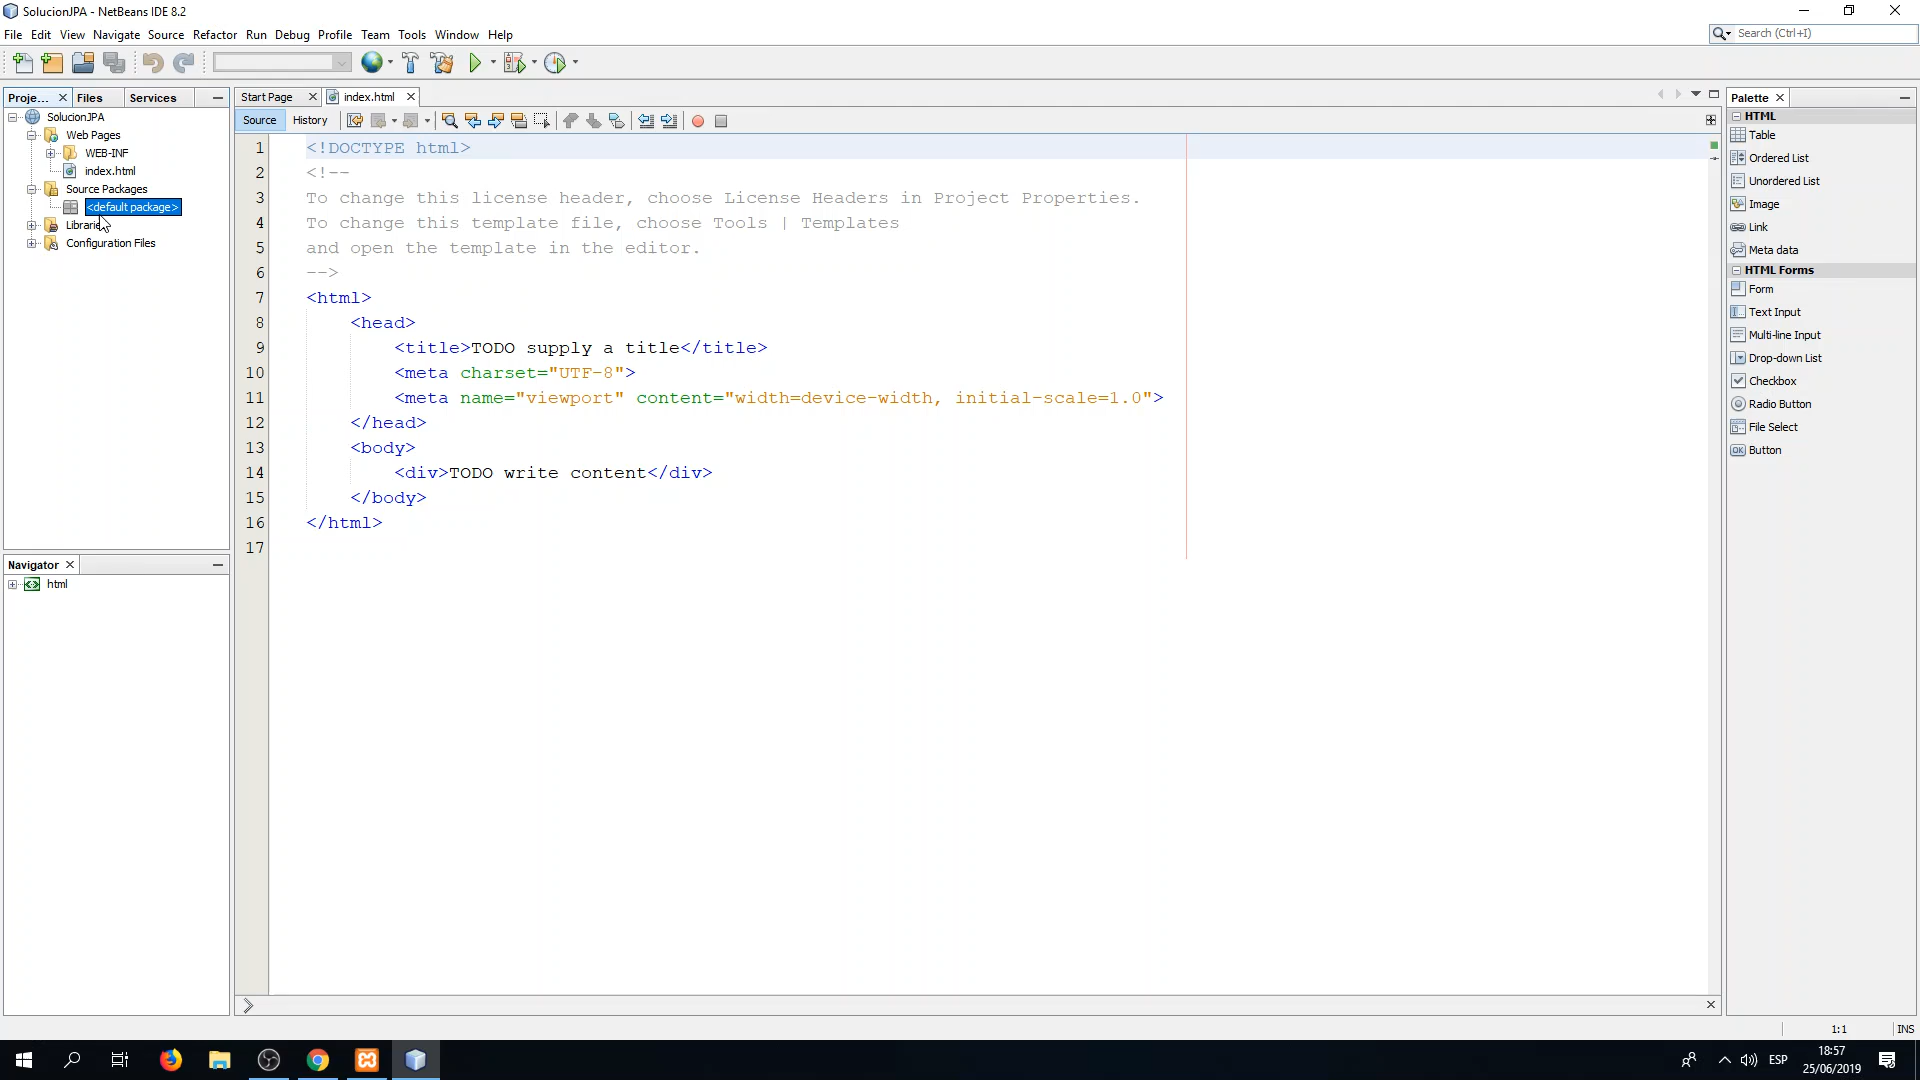 SolucionJPA - NetBeans IDE 8.2
File Edit View Navigate Source Refactor Run Debug Profile Team Tools Window Help
Search (Ctrl+I)
Proje... Files Services
SolucionJPA
Web Pages
WEB-INF
index.html
Source Packages
<default package>
Libraries
Configuration Files
Navigator
html
Start Page index.html
Source History
1 <!DOCTYPE html>
2 <!--
3 To change this license header, choose License Headers in Project Properties.
4 To change this template file, choose Tools | Templates
5 and open the template in the editor.
6 -->
7 <html>
8 <head>
9 <title>TODO supply a title</title>
10 <meta charset="UTF-8">
11 <meta name="viewport" content="width=device-width, initial-scale=1.0">
12 </head>
13 <body>
14 <div>TODO write content</div>
15 </body>
16 </html>
17
Palette
HTML
Table
Ordered List
Unordered List
Image
Link
Meta data
HTML Forms
Form
Text Input
Multi-line Input
Drop-down List
Checkbox
Radio Button
File Select
Button
1:1 INS
ESP
18:57
25/06/2019